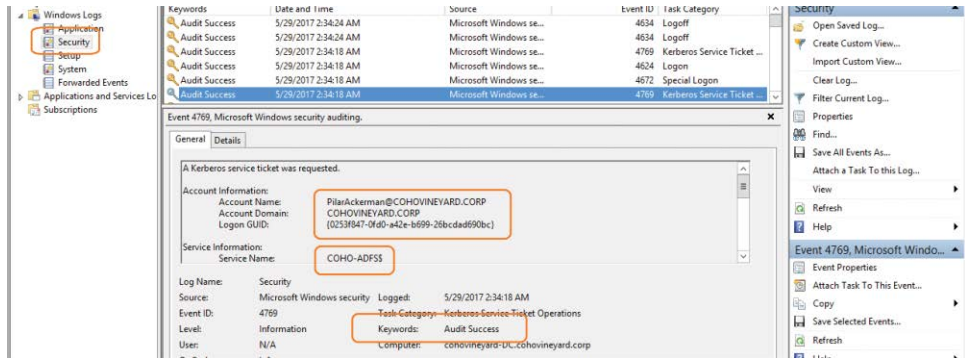 Windows Logs
Application
Security
Setup
System
Forwarded Events
Applications and Services Lo
Subscriptions
Keywords Date and Time Source Event ID Task Category
Audit Success 5/29/2017 2:34:24 AM Microsoft Windows se... 4634 Logoff
Audit Success 5/29/2017 2:34:24 AM Microsoft Windows se... 4634 Logoff
Audit Success 5/29/2017 2:34:18 AM Microsoft Windows se... 4769 Kerberos Service Ticket ...
Audit Success 5/29/2017 2:34:18 AM Microsoft Windows se... 4624 Logon
Audit Success 5/29/2017 2:34:18 AM Microsoft Windows se... 4672 Special Logon
Audit Success 5/29/2017 2:34:18 AM Microsoft Windows se... 4769 Kerberos Service Ticket ...
Event 4769, Microsoft Windows security auditing.
General Details
A Kerberos service ticket was requested.
Account Information:
Account Name: PilarAckerman@COHOVINEYARD.CORP
Account Domain: COHOVINEYARD.CORP
Logon GUID: {0253f847-0fd0-a42e-b699-26bcdad690bc}
Service Information:
Service Name: COHO-ADFS$
Log Name: Security
Source: Microsoft Windows security Logged: 5/29/2017 2:34:18 AM
Event ID: 4769 Task Category: Kerberos Service Ticket Operations
Level: Information Keywords: Audit Success
User: N/A Computer: cohovineyard-DC.cohovineyard.corp
Security
Open Saved Log...
Create Custom View...
Import Custom View...
Clear Log...
Filter Current Log...
Properties
Find...
Save All Events As...
Attach a Task To this Log...
View
Refresh
Help
Event 4769, Microsoft Windo...
Event Properties
Attach Task To This Event...
Copy
Save Selected Events...
Refresh